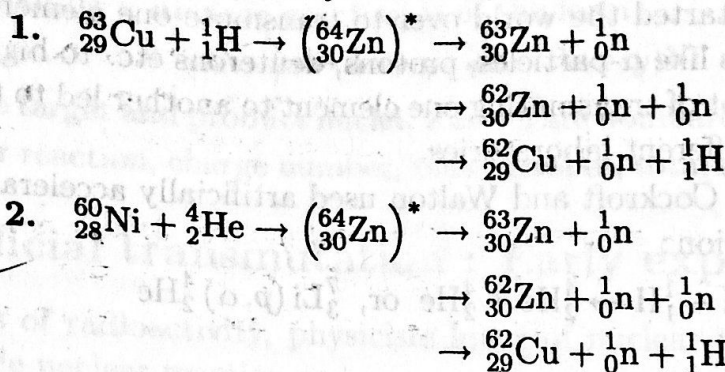 1. ⁶³₂₉Cu + ¹₁H → (⁶⁴₃₀Zn)* → ⁶³₃₀Zn + ¹₀n
→ ⁶²₃₀Zn + ¹₀n + ¹₀n
→ ⁶²₂₉Cu + ¹₀n + ¹₁H
2. ⁶⁰₂₈Ni + ⁴₂He → (⁶⁴₃₀Zn)* → ⁶³₃₀Zn + ¹₀n
→ ⁶²₃₀Zn + ¹₀n + ¹₀n
→ ⁶²₂₉Cu + ¹₀n + ¹₁H